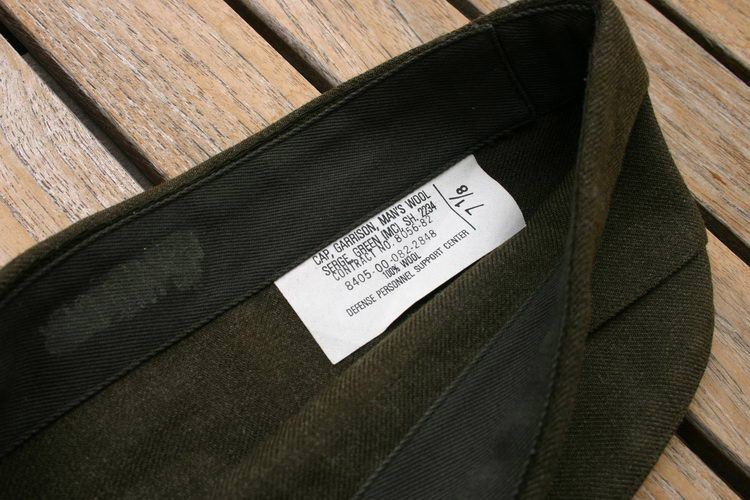 CAP, GARRISON, MAN'S WOOL
SERGE, GREEN (MC), SH. 2234
CONTRACT NO. 8056-82
8405-00-082-2848
100% WOOL
DEFENSE PERSONNEL SUPPORT CENTER
7 1/8